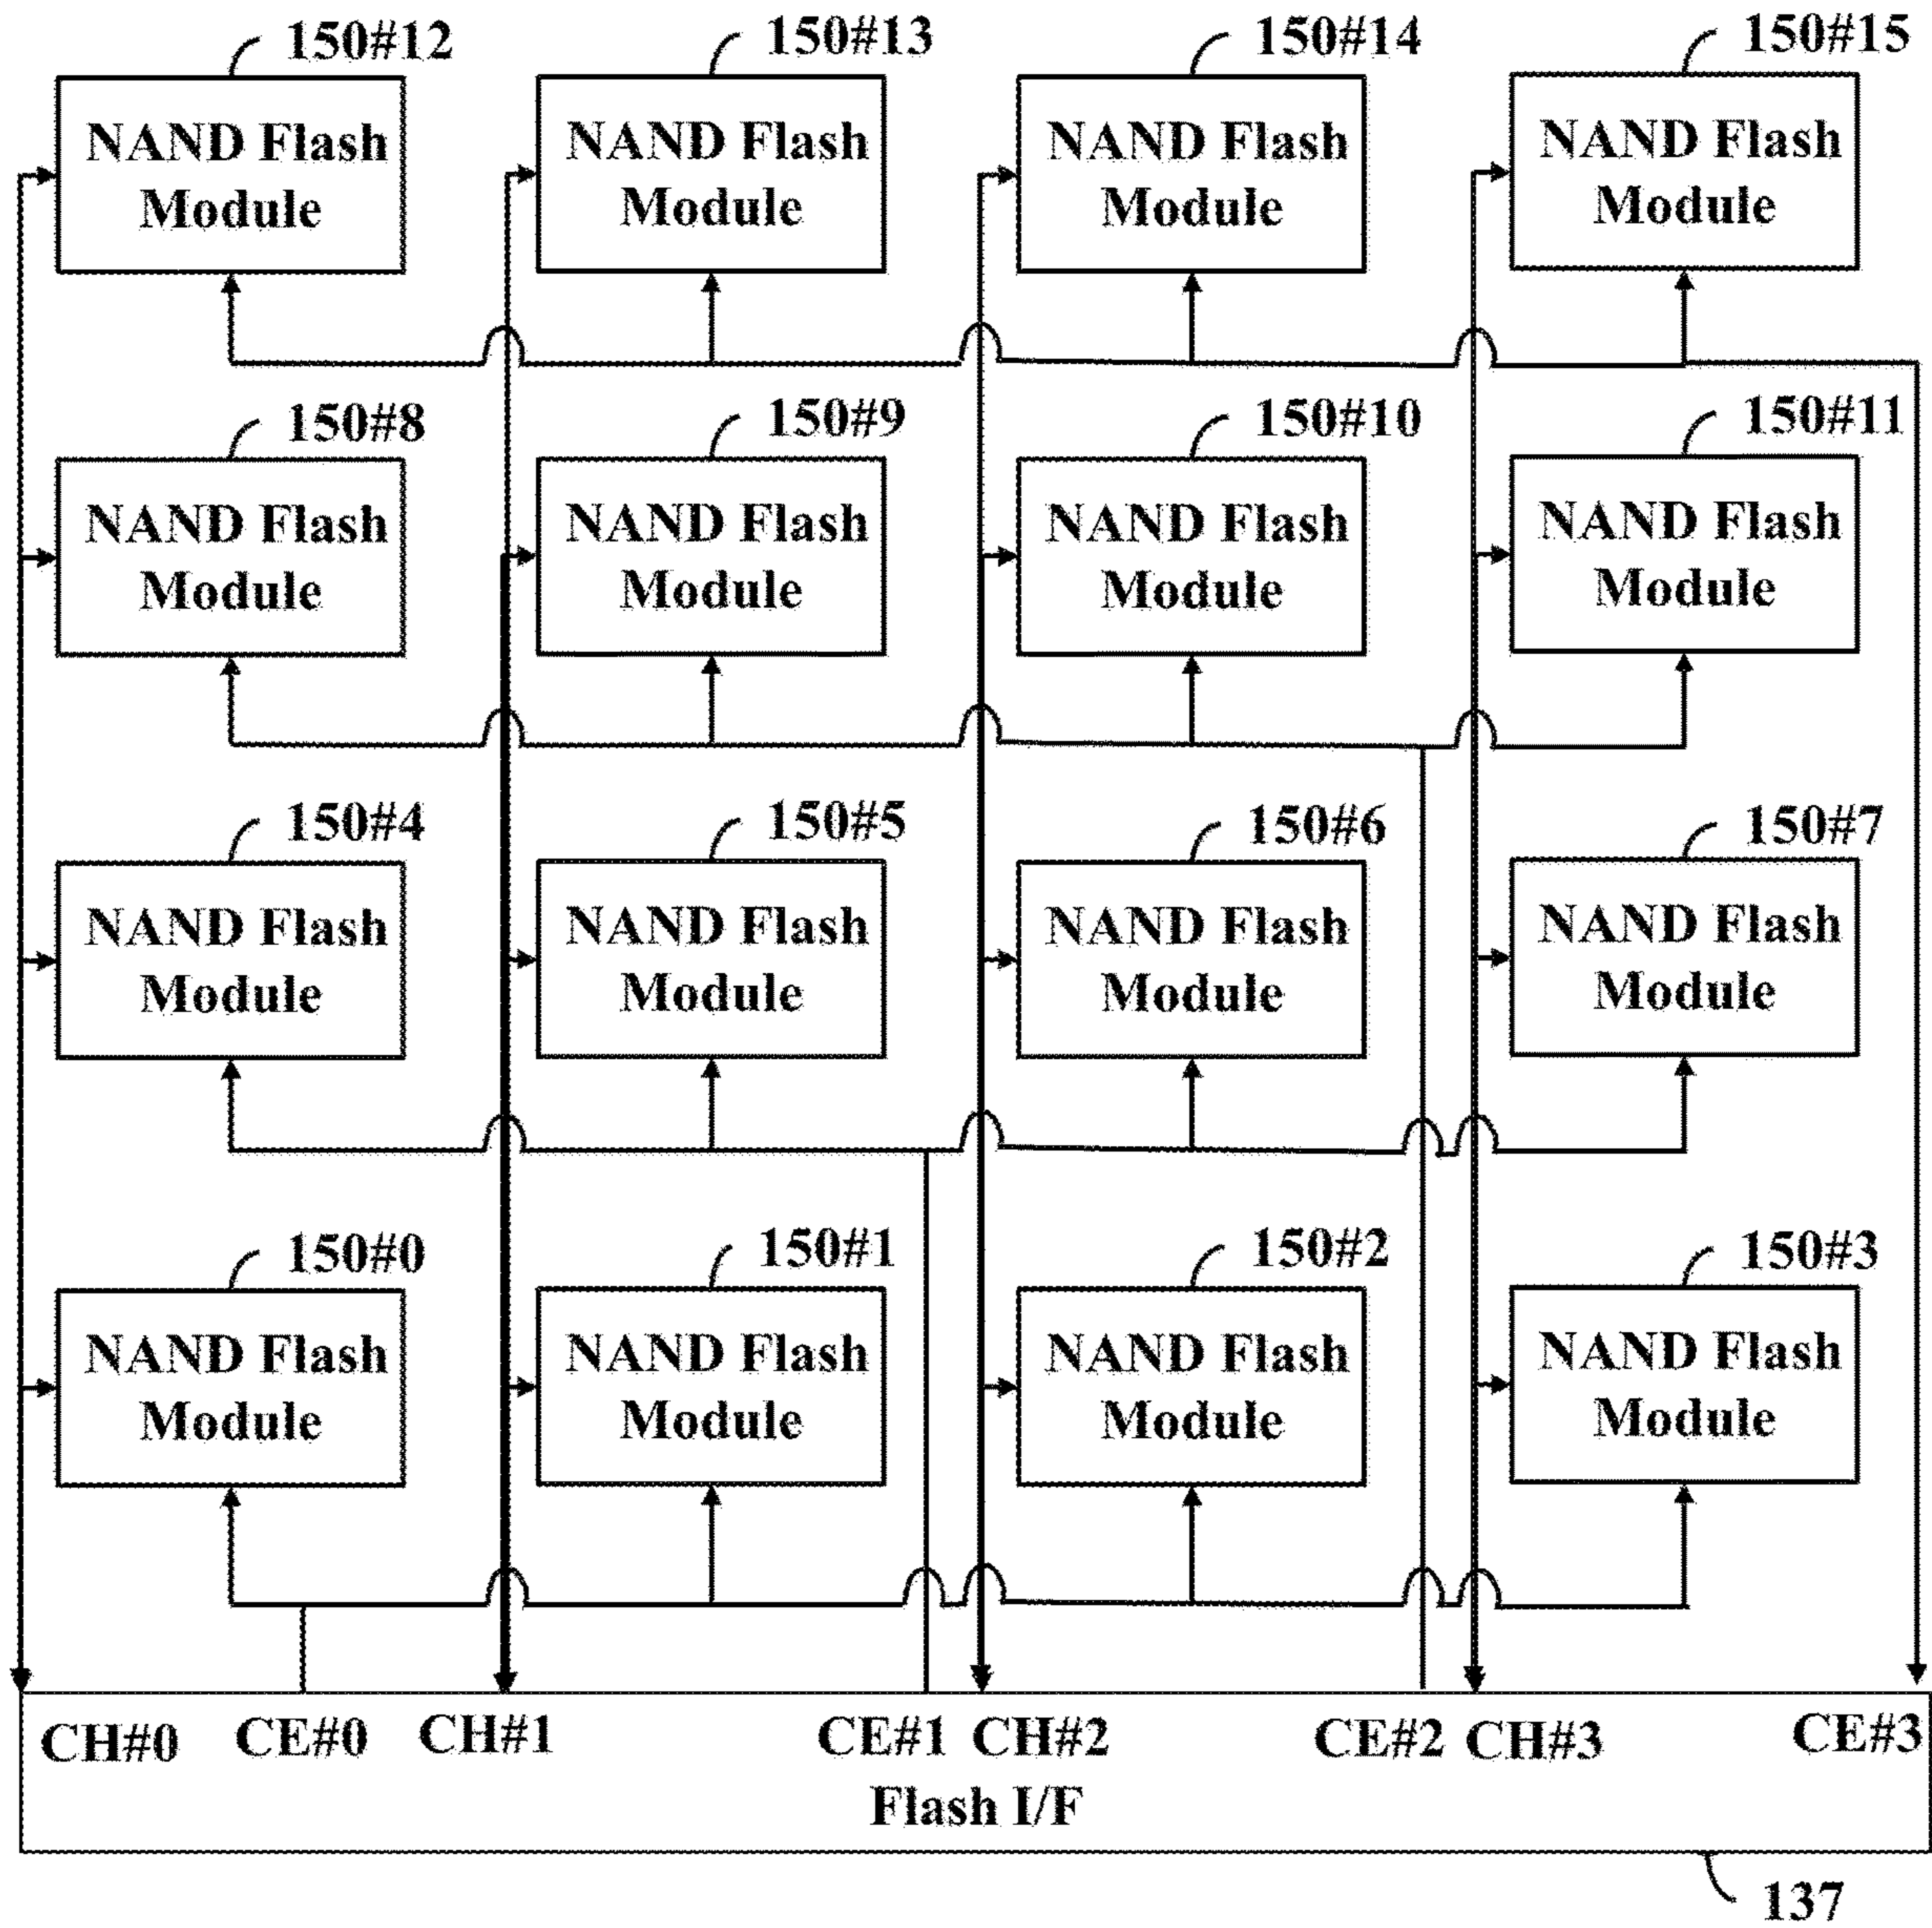 150#12 150#13 150#14 150#15
NAND Flash NAND Flash NAND Flash NAND Flash
Module Module Module Module
150#8 150#9 150#10 150#11
NAND Flash NAND Flash NAND Flash NAND Flash
Module Module Module Module
150#4 150#5 150#6 150#7
NAND Flash NAND Flash NAND Flash NAND Flash
Module Module Module Module
150#0 150#1 150#2 150#3
NAND Flash NAND Flash NAND Flash NAND Flash
Module Module Module Module
CH#0 CE#0 CH#1 CE#1 CH#2 CE#2 CH#3 CE#3
Flash I/F
137